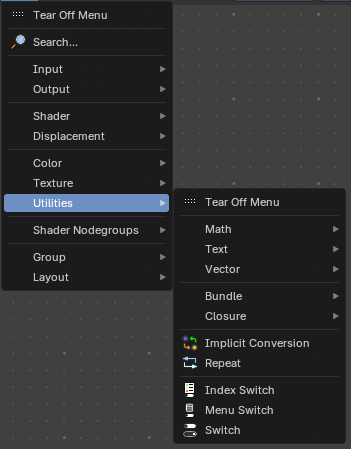 Tear Off Menu
Search...
Input
Output
Shader
Displacement
Color
Texture
Utilities
Shader Nodegroups
Group
Layout
Tear Off Menu
Math
Text
Vector
Bundle
Closure
Implicit Conversion
Repeat
Index Switch
Menu Switch
Switch